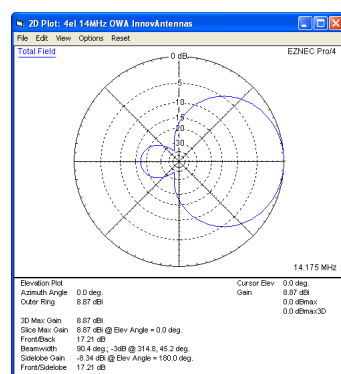 2D Plot: 4el 14MHz OWA InnovAntennas
File Edit View Options Reset
Total Field
EZNEC Pro/4
0 dB
-5
-10
-15
-20
-30
14.175 MHz
Elevation Plot
Azimuth Angle 0.0 deg.
Outer Ring 8.87 dBi
Cursor Elev 0.0 deg.
Gain 8.87 dBi
0.0 dBmax
0.0 dBmax3D
3D Max Gain 8.87 dBi
Slice Max Gain 8.87 dBi @ Elev Angle = 0.0 deg.
Front/Back 17.21 dB
Beamwidth 90.4 deg.; -3dB @ 314.8, 45.2 deg.
Sidelobe Gain -8.34 dBi @ Elev Angle = 180.0 deg.
Front/Sidelobe 17.21 dB